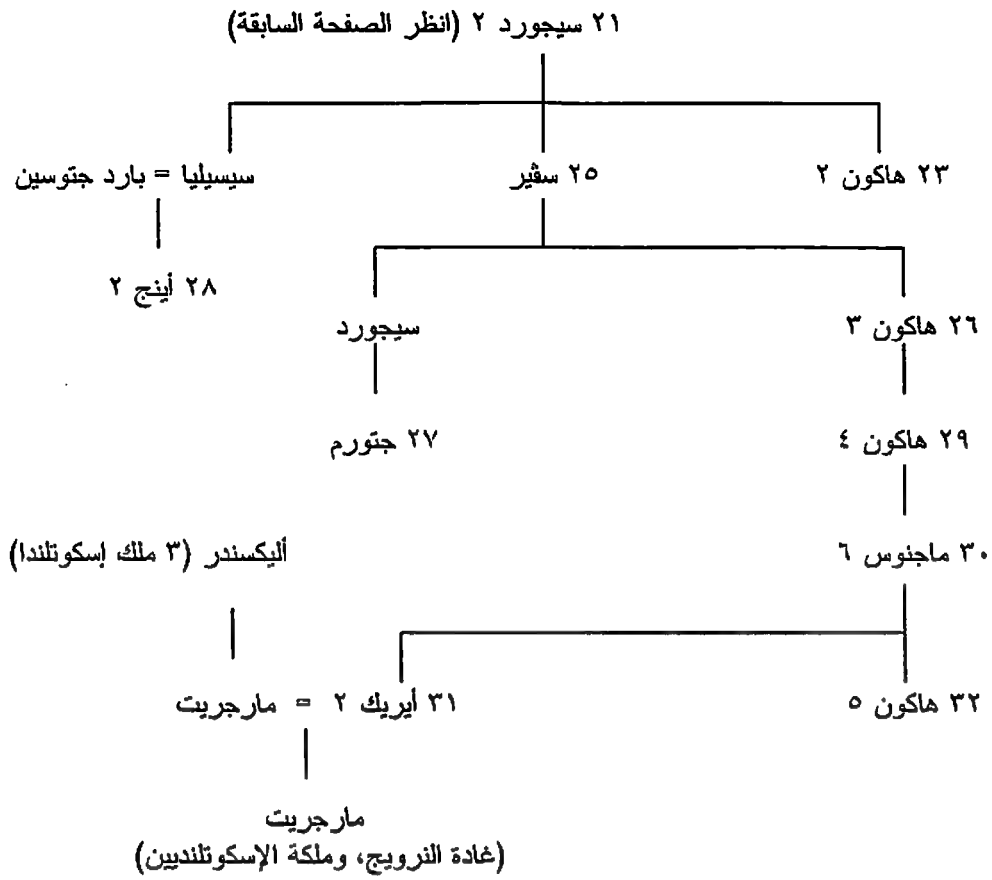 ٢١ سيجورد ٢ (انظر الصفحة السابقة)
٢٣ هاكون ٢
٢٥ سڤير
سيسيليا = بارد جتوسين
٢٨ أينج ٢
٢٦ هاكون ٣
سيجورد
٢٩ هاكون ٤
٢٧ جتورم
٣٠ ماجنوس ٦
أليكسندر (٣ ملك إسكوتلندا)
٣٢ هاكون ٥
٣١ أيريك ٢ = مارجريت
مارجريت
(غادة النرويج، وملكة الإسكوتلنديين)